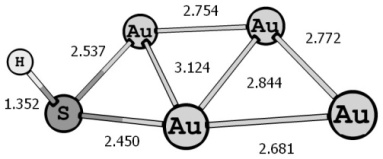 2.754
Au Au
2.537 2.772
H 3.124 2.844
1.352 S Au Au
2.450 2.681